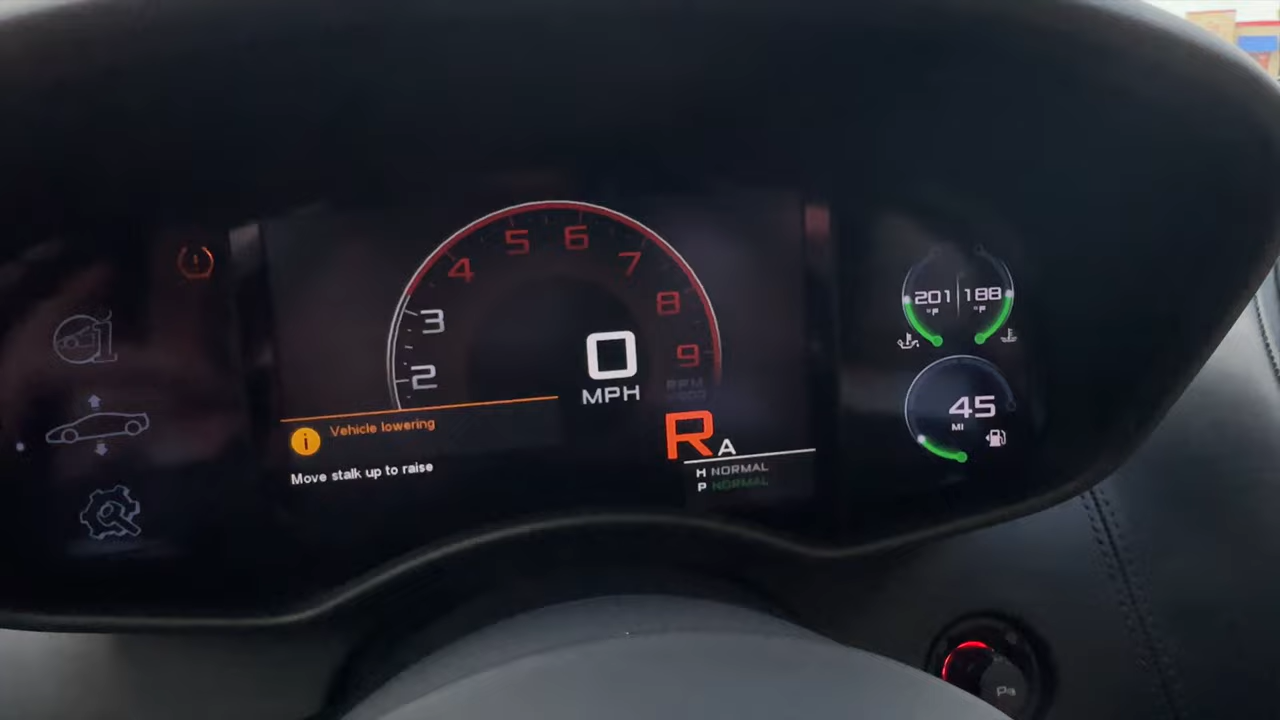 5 6
4 7
3 8
2 9
RPM
0
MPH
R A
H NORMAL
P NORMAL
i Vehicle lowering
Move stalk up to raise
201 188
°F °F
45
MI